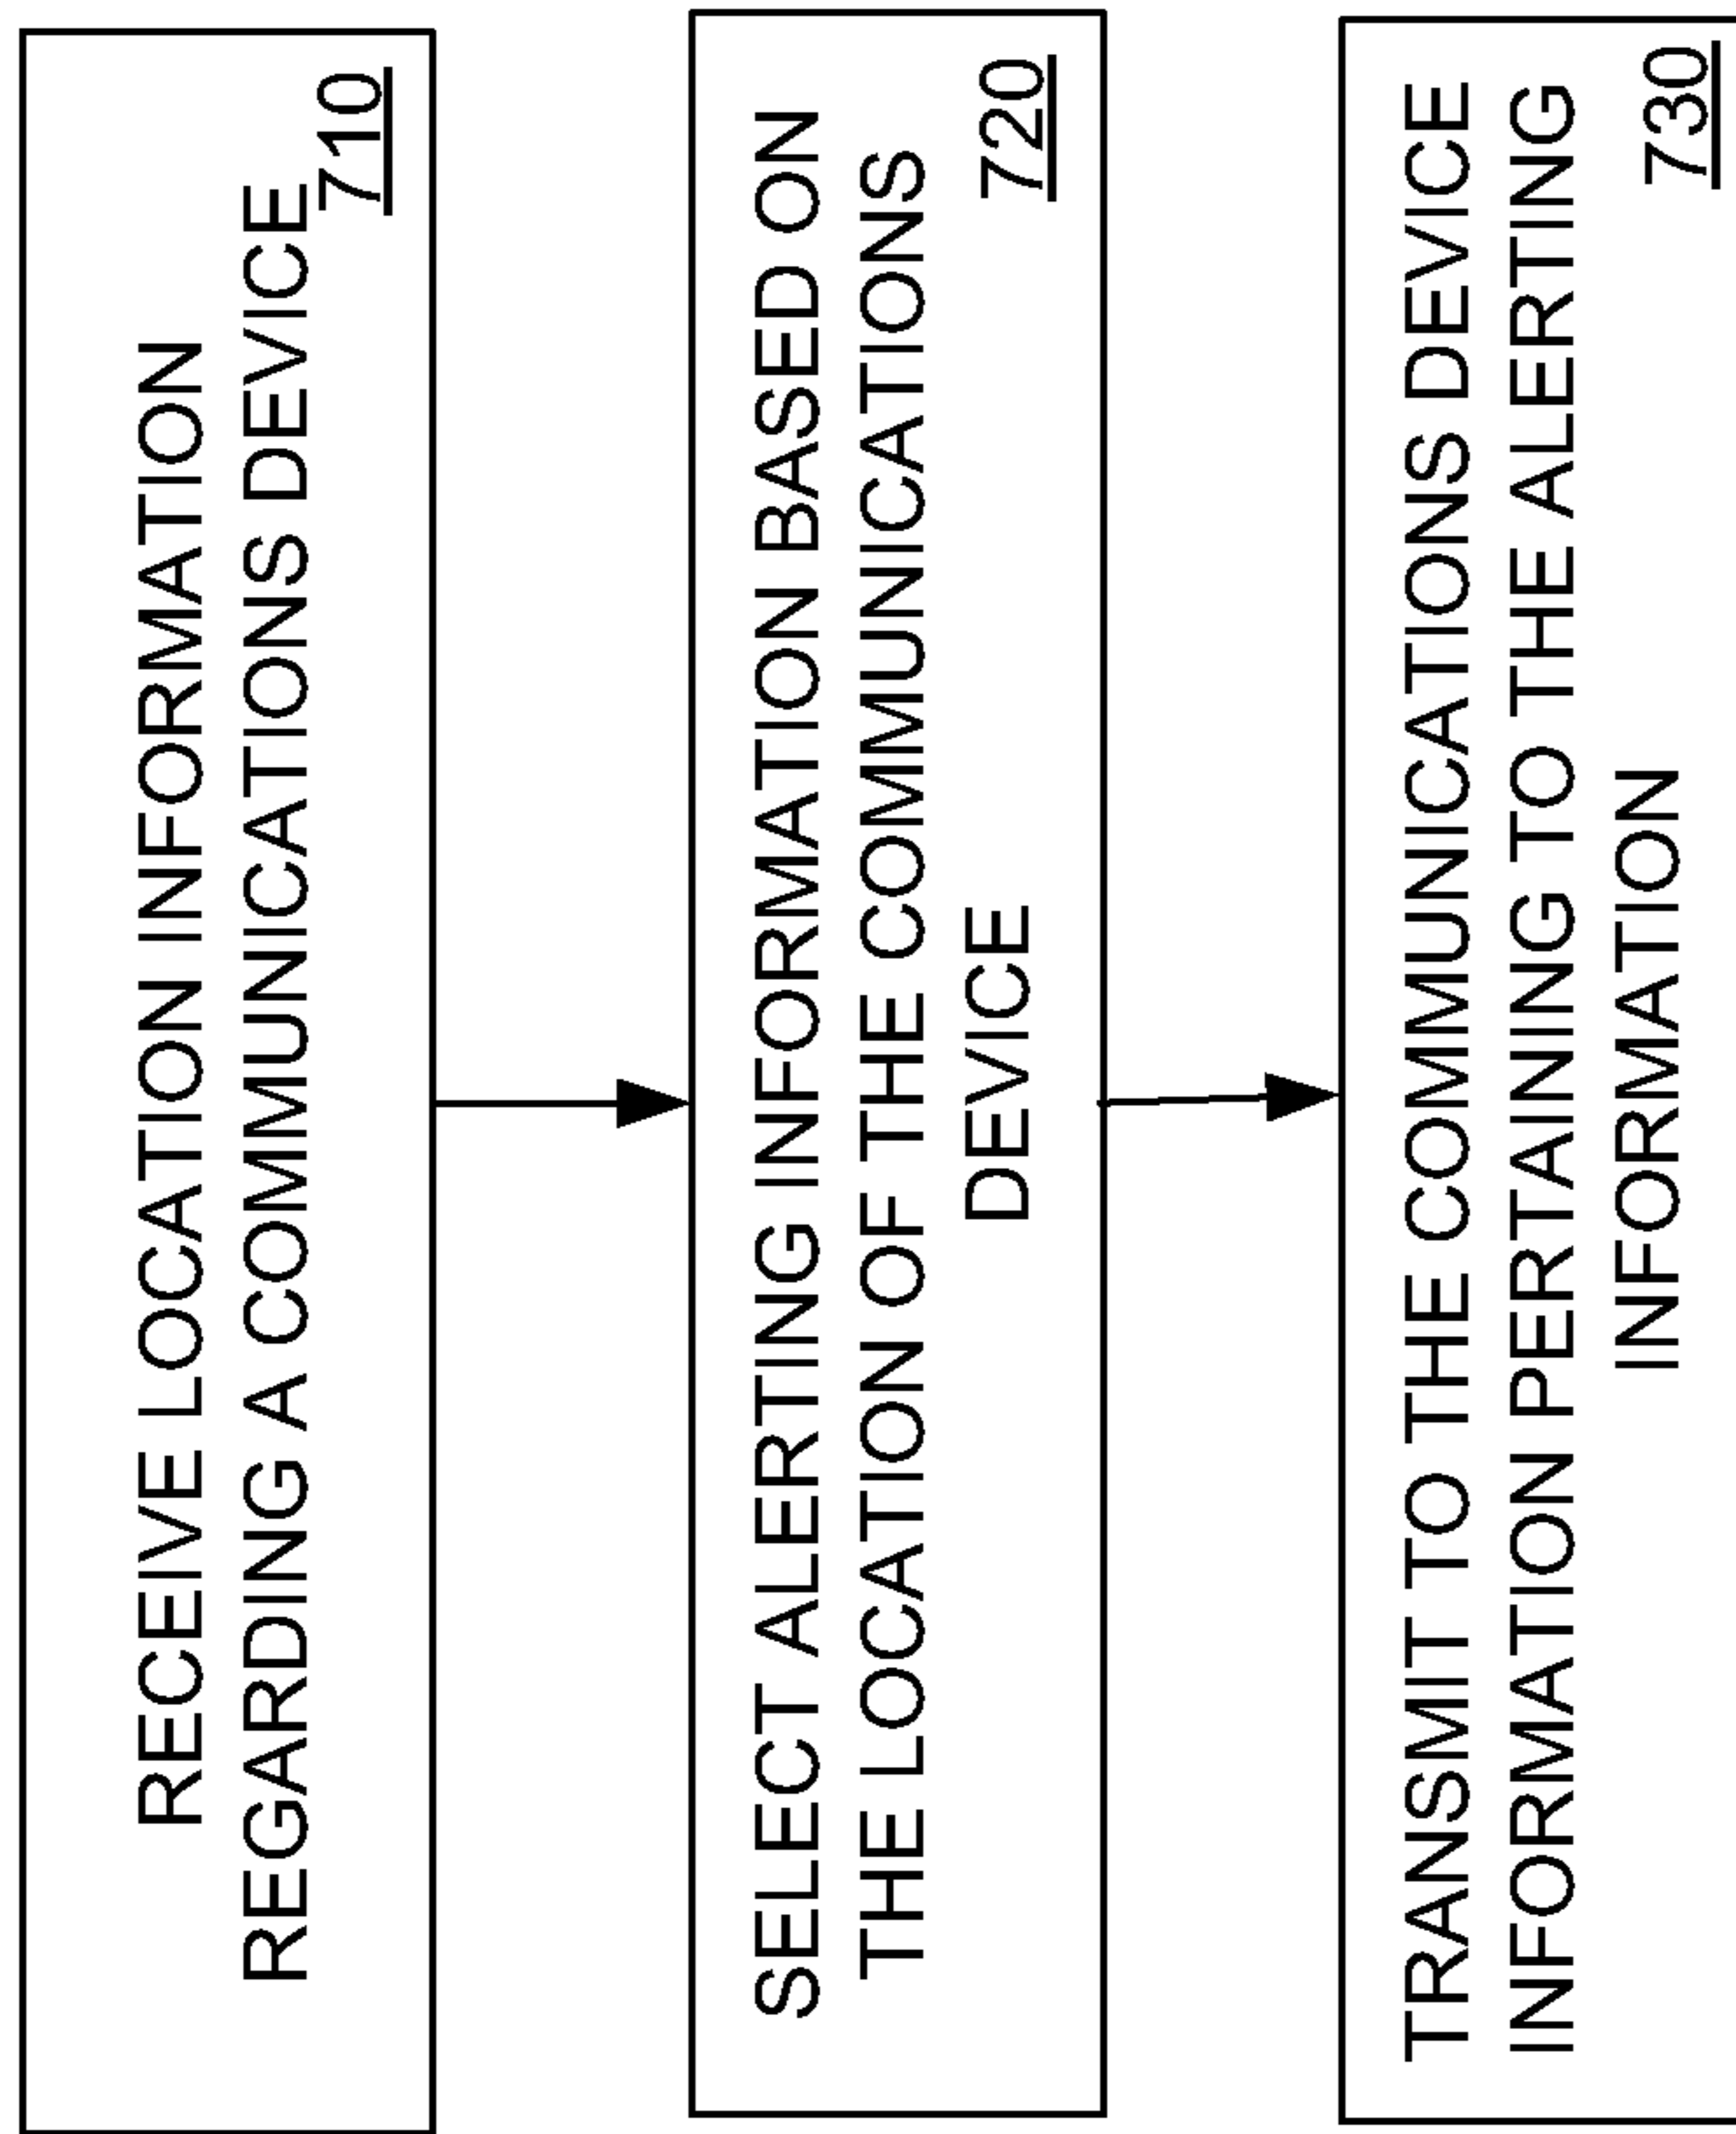 RECEIVE LOCATION INFORMATION
REGARDING A COMMUNICATIONS DEVICE
710
SELECT ALERTING INFORMATION BASED ON
THE LOCATION OF THE COMMUNICATIONS
DEVICE
720
TRANSMIT TO THE COMMUNICATIONS DEVICE
INFORMATION PERTAINING TO THE ALERTING
INFORMATION
730